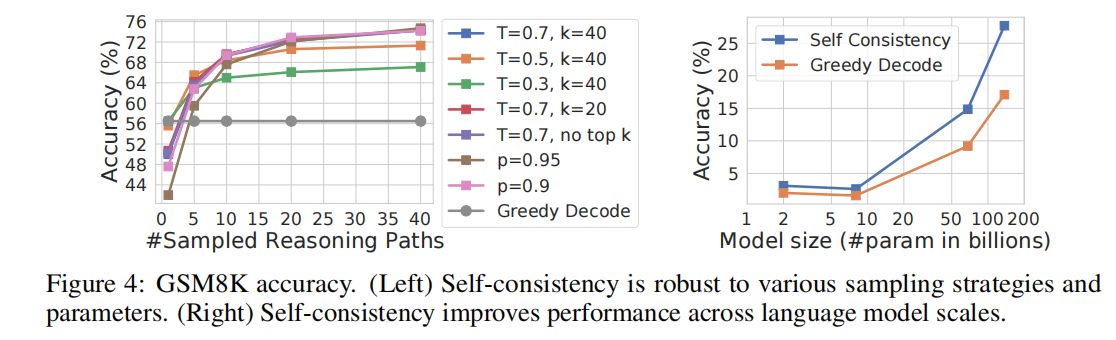 76
72
68
64
60
56
52
48
44
Accuracy (%)
0 5 10 15 20 25 30 35 40
#Sampled Reasoning Paths
T=0.7, k=40
T=0.5, k=40
T=0.3, k=40
T=0.7, k=20
T=0.7, no top k
p=0.95
p=0.9
Greedy Decode
25
20
15
10
5
Accuracy (%)
Self Consistency
Greedy Decode
1 2 5 10 20 50 100 200
Model size (#param in billions)
Figure 4: GSM8K accuracy. (Left) Self-consistency is robust to various sampling strategies and
parameters. (Right) Self-consistency improves performance across language model scales.